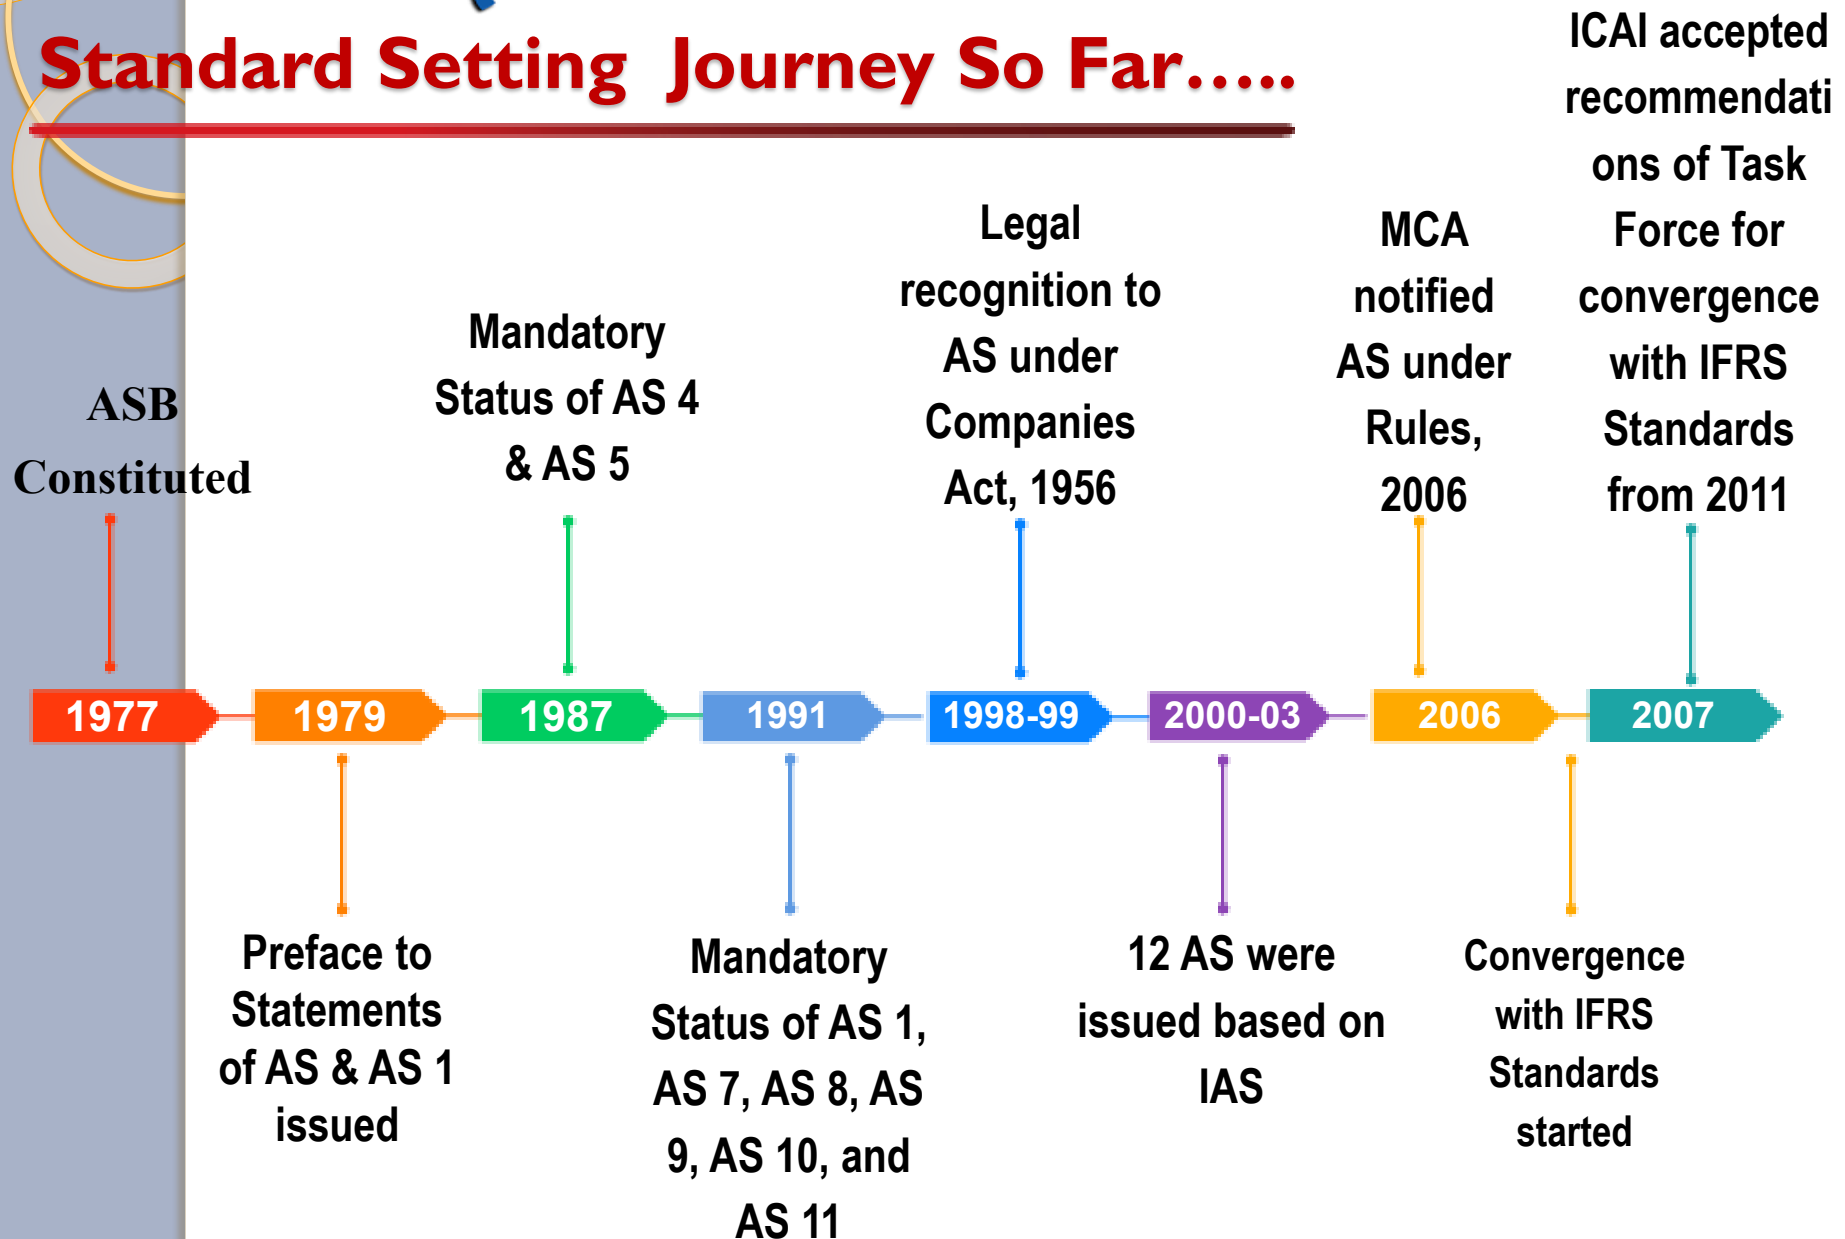 Standard Setting Journey So Far.....
ICAI accepted
recommendati
ons of Task
Force for
convergence
with IFRS
Standards
from 2011
MCA
notified
AS under
Rules,
2006
Legal
recognition to
AS under
Companies
Act, 1956
Mandatory
Status of AS 4
& AS 5
ASB
Constituted
1977
1979
1987
1991
1998-99
2000-03
2006
2007
Preface to
Statements
of AS & AS 1
issued
Mandatory
Status of AS 1,
AS 7, AS 8, AS
9, AS 10, and
AS 11
12 AS were
issued based on
IAS
Convergence
with IFRS
Standards
started